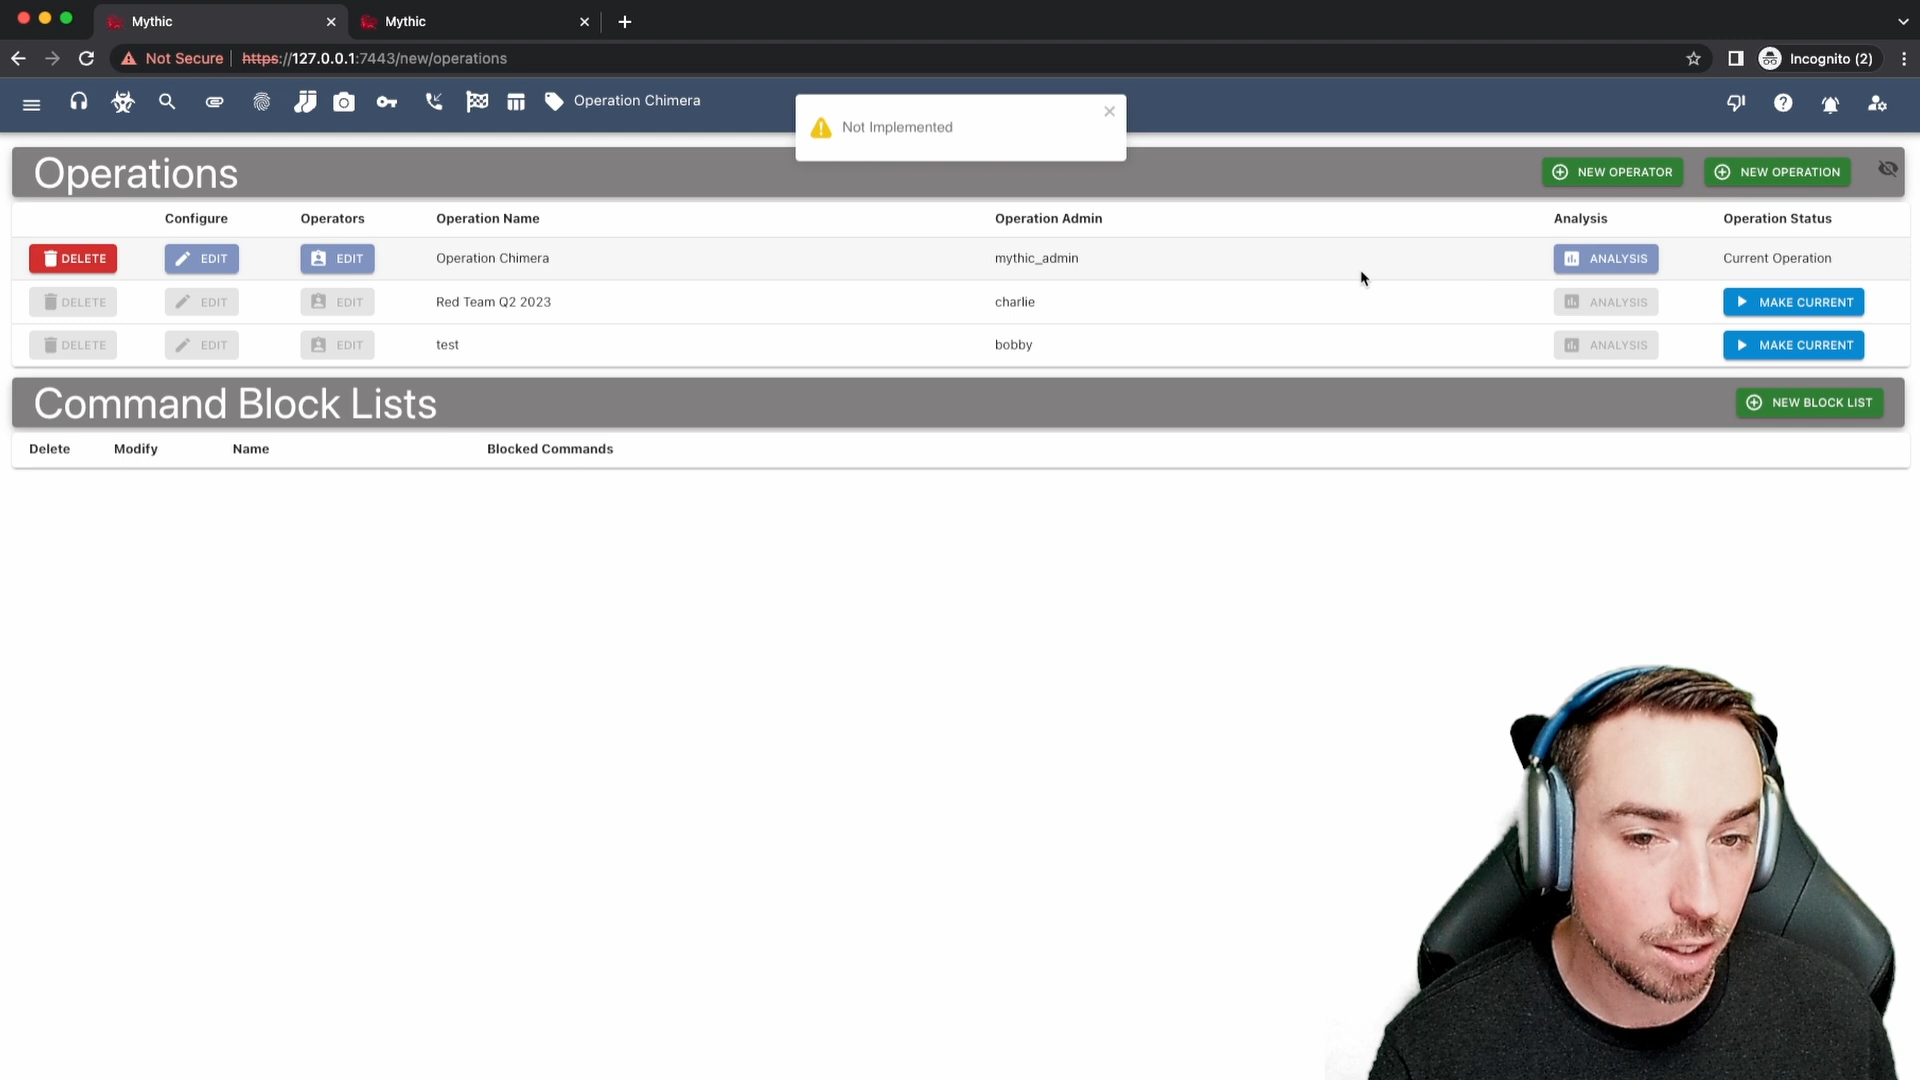 Mythic
Mythic
Not Secure https://127.0.0.1:7443/new/operations
Incognito (2)
Operation Chimera
Not Implemented
Operations
NEW OPERATOR
NEW OPERATION
Configure Operators Operation Name Operation Admin Analysis Operation Status
DELETE EDIT EDIT Operation Chimera mythic_admin ANALYSIS Current Operation
DELETE EDIT EDIT Red Team Q2 2023 charlie ANALYSIS MAKE CURRENT
DELETE EDIT EDIT test bobby ANALYSIS MAKE CURRENT
Command Block Lists
NEW BLOCK LIST
Delete Modify Name Blocked Commands